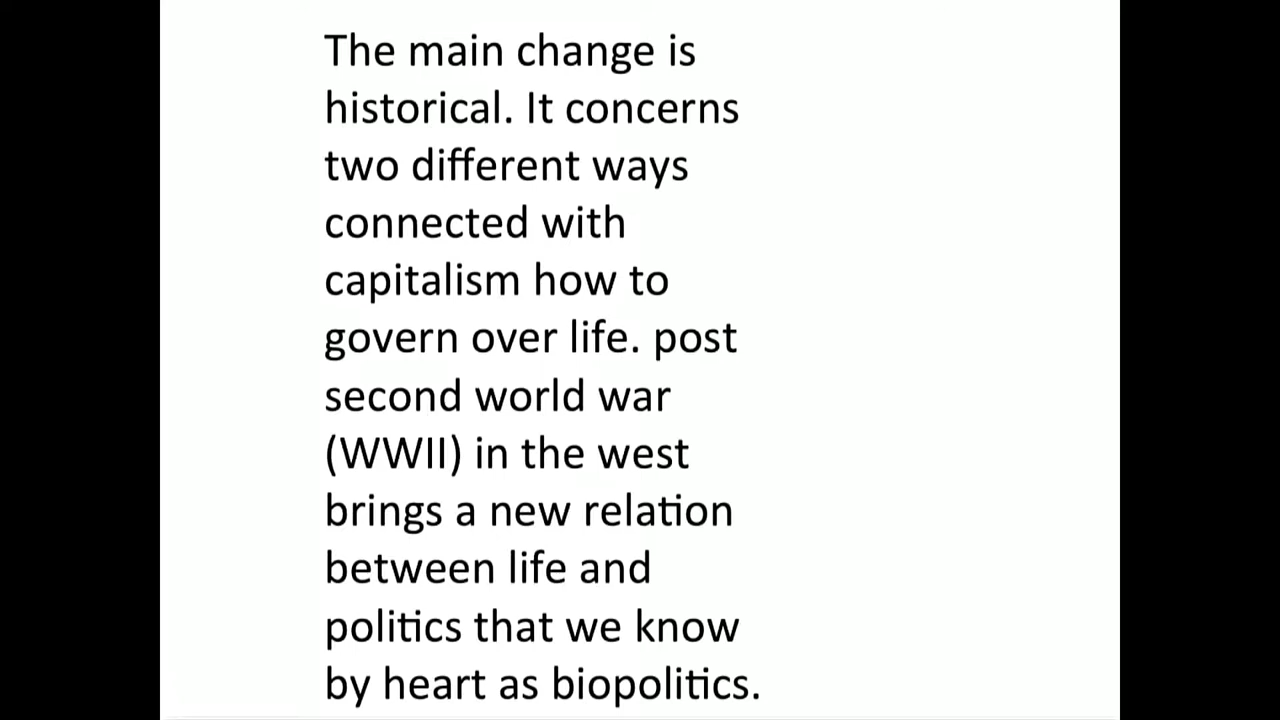 The main change is
historical. It concerns
two different ways
connected with
capitalism how to
govern over life. post
second world war
(WWII) in the west
brings a new relation
between life and
politics that we know
by heart as biopolitics.